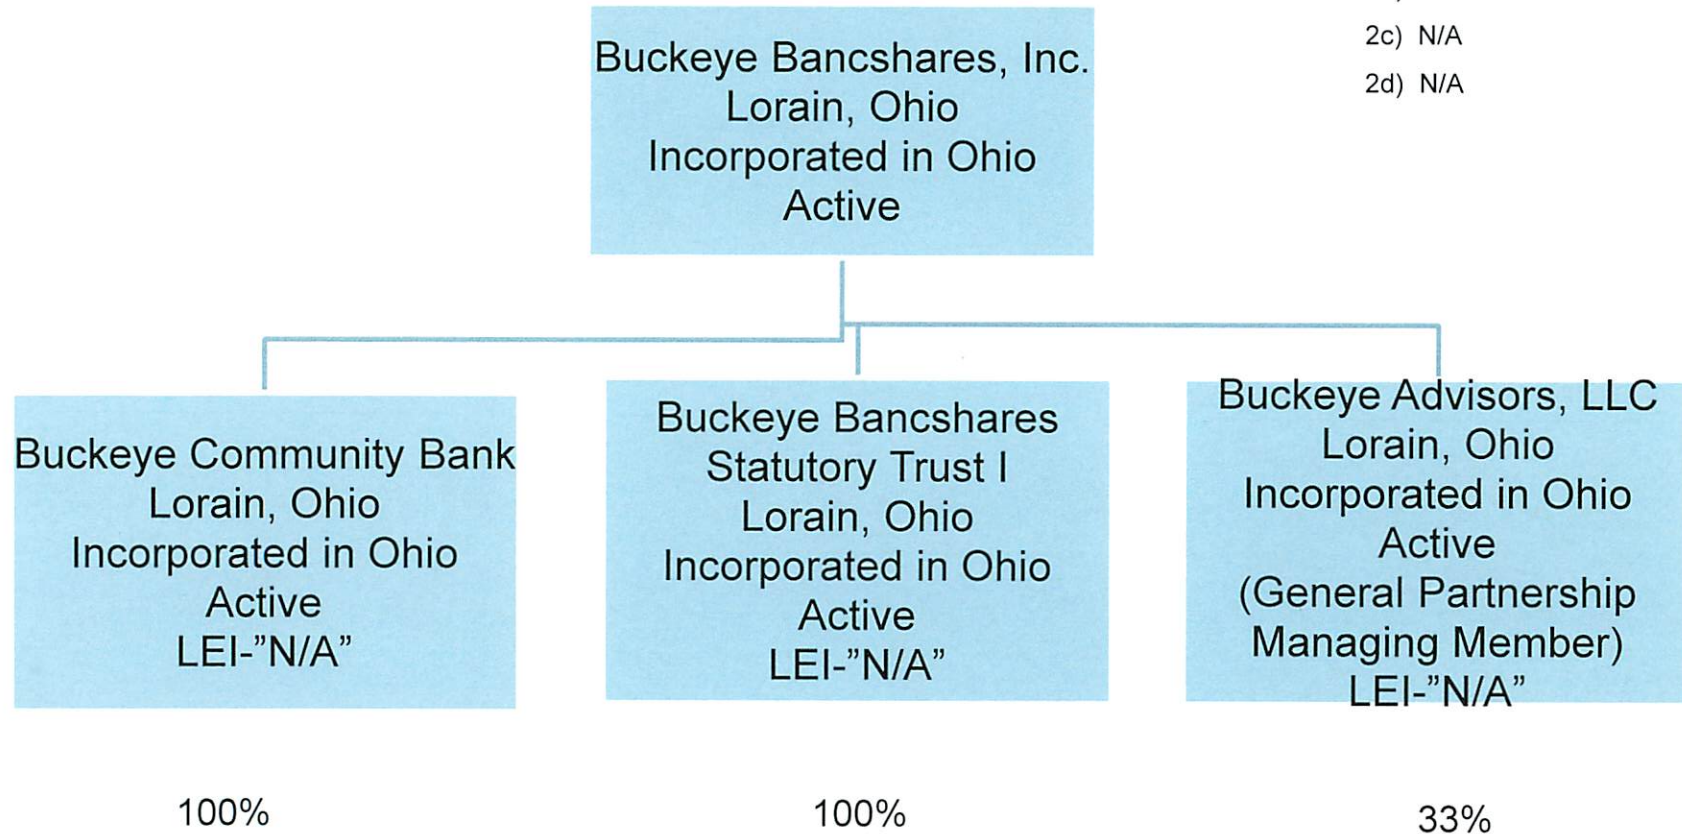 2c) N/A
2d) N/A
Buckeye Bancshares, Inc.
Lorain, Ohio
Incorporated in Ohio
Active
Buckeye Community Bank
Lorain, Ohio
Incorporated in Ohio
Active
LEI-”N/A”
Buckeye Bancshares
Statutory Trust I
Lorain, Ohio
Incorporated in Ohio
Active
LEI-”N/A”
Buckeye Advisors, LLC
Lorain, Ohio
Incorporated in Ohio
Active
(General Partnership
Managing Member)
LEI-”N/A”
100%
100%
33%